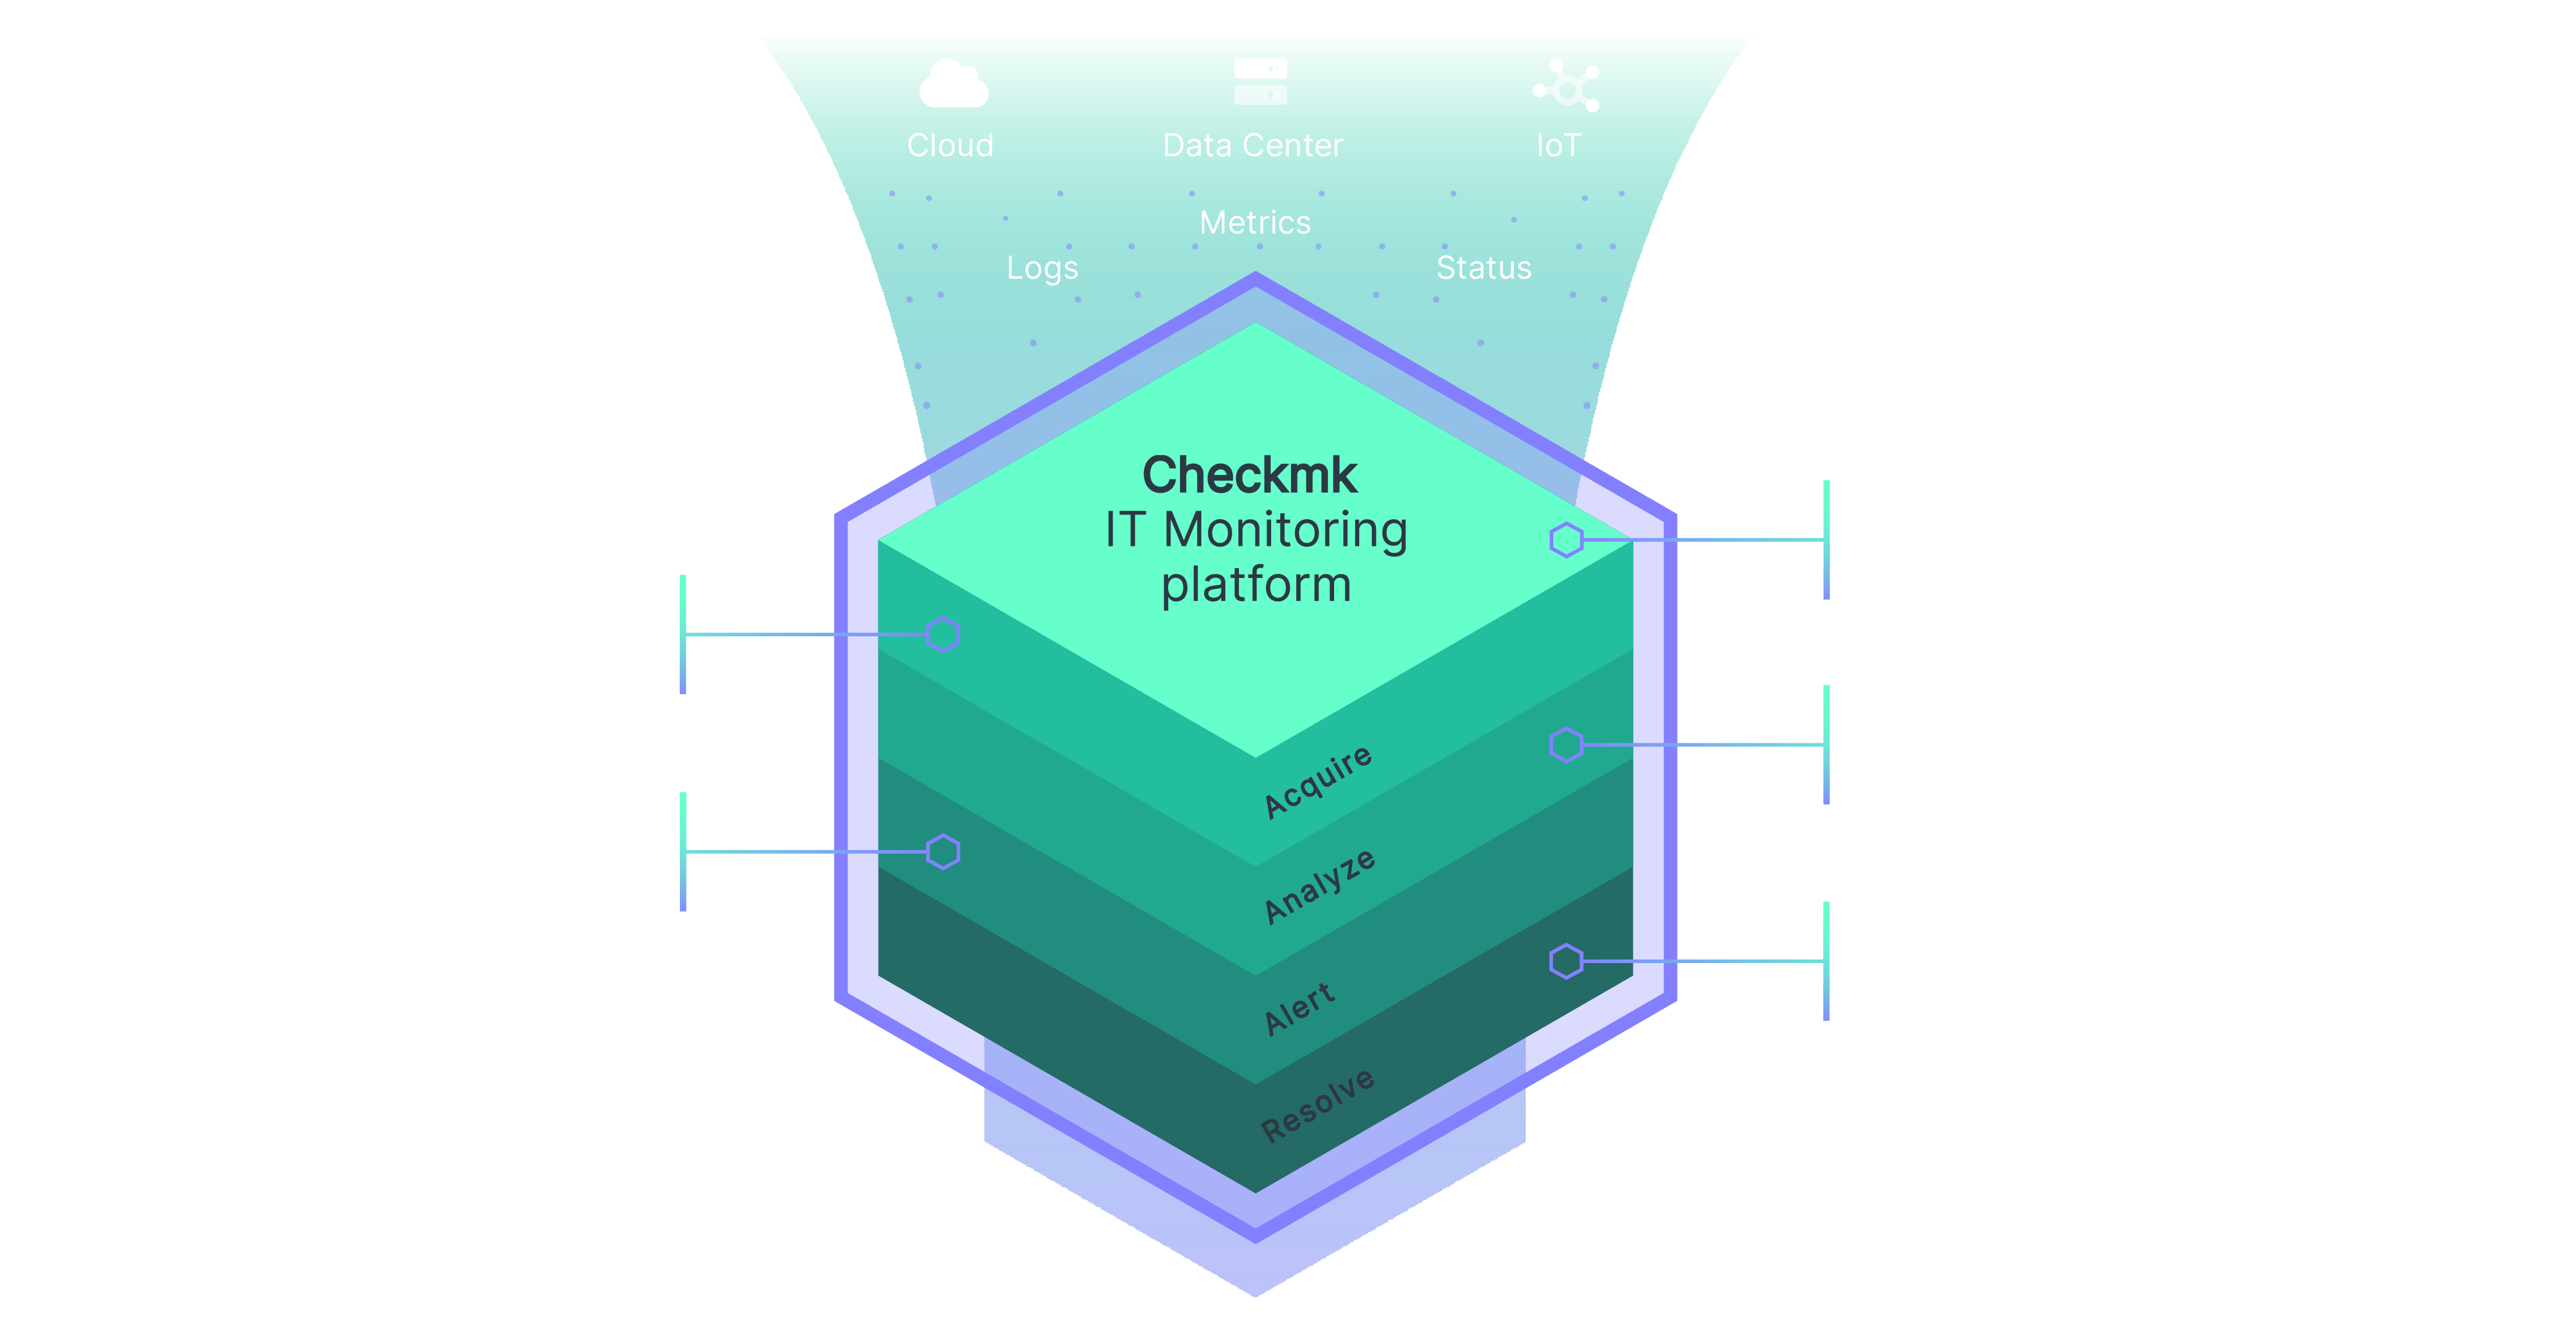 Cloud
Data Center
IoT
Metrics
Logs
Status
Checkmk
IT Monitoring
platform
Acquire
Analyze
Alert
Resolve